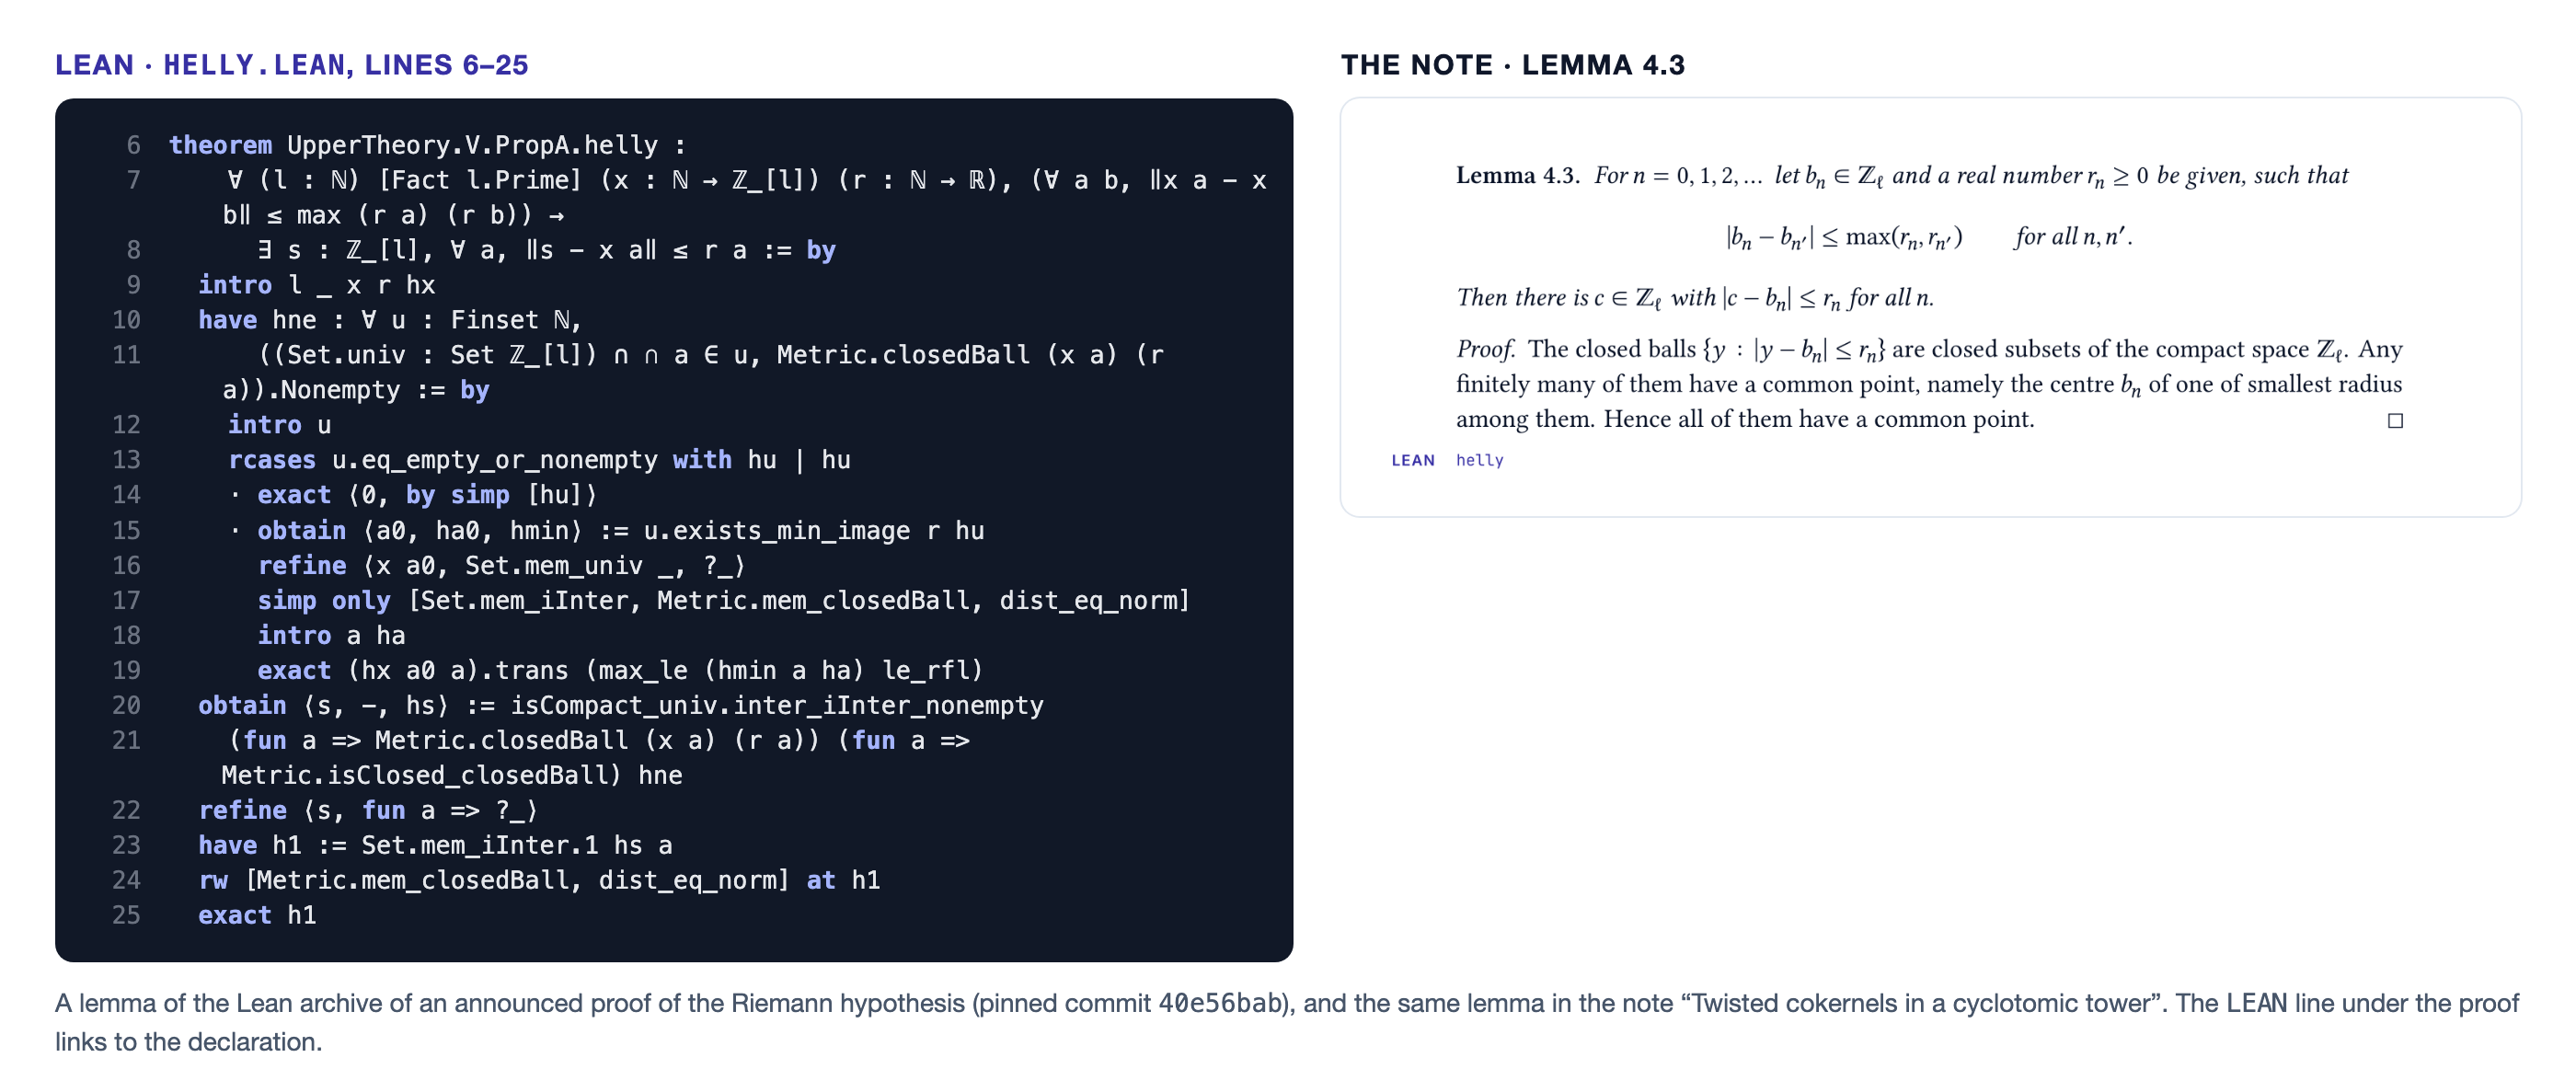 LEAN · HELLY.LEAN, LINES 6–25
6 theorem UpperTheory.V.PropA.helly :
7 ∀ (l : ℕ) [Fact l.Prime] (x : ℕ → ℤ_[l]) (r : ℕ → ℝ), (∀ a b, ‖x a − x
b‖ ≤ max (r a) (r b)) →
8 ∃ s : ℤ_[l], ∀ a, ‖s − x a‖ ≤ r a := by
9 intro l _ x r hx
10 have hne : ∀ u : Finset ℕ,
11 ((Set.univ : Set ℤ_[l]) ∩ ∩ a ∈ u, Metric.closedBall (x a) (r
a)).Nonempty := by
12 intro u
13 rcases u.eq_empty_or_nonempty with hu | hu
14 · exact ⟨0, by simp [hu]⟩
15 · obtain ⟨a0, ha0, hmin⟩ := u.exists_min_image r hu
16 refine ⟨x a0, Set.mem_univ _, ?_⟩
17 simp only [Set.mem_iInter, Metric.mem_closedBall, dist_eq_norm]
18 intro a ha
19 exact (hx a0 a).trans (max_le (hmin a ha) le_rfl)
20 obtain ⟨s, −, hs⟩ := isCompact_univ.inter_iInter_nonempty
21 (fun a => Metric.closedBall (x a) (r a)) (fun a =>
Metric.isClosed_closedBall) hne
22 refine ⟨s, fun a => ?_⟩
23 have h1 := Set.mem_iInter.1 hs a
24 rw [Metric.mem_closedBall, dist_eq_norm] at h1
25 exact h1
THE NOTE · LEMMA 4.3
Lemma 4.3. For n = 0, 1, 2, … let bₙ ∈ ℤ_ℓ and a real number rₙ ≥ 0 be given, such that
|bₙ − bₙ′| ≤ max(rₙ, rₙ′) for all n, n′.
Then there is c ∈ ℤ_ℓ with |c − bₙ| ≤ rₙ for all n.
Proof. The closed balls {y : |y − bₙ| ≤ rₙ} are closed subsets of the compact space ℤ_ℓ. Any
finitely many of them have a common point, namely the centre bₙ of one of smallest radius
among them. Hence all of them have a common point. □
LEAN helly
A lemma of the Lean archive of an announced proof of the Riemann hypothesis (pinned commit 40e56bab), and the same lemma in the note “Twisted cokernels in a cyclotomic tower”. The LEAN line under the proof
links to the declaration.